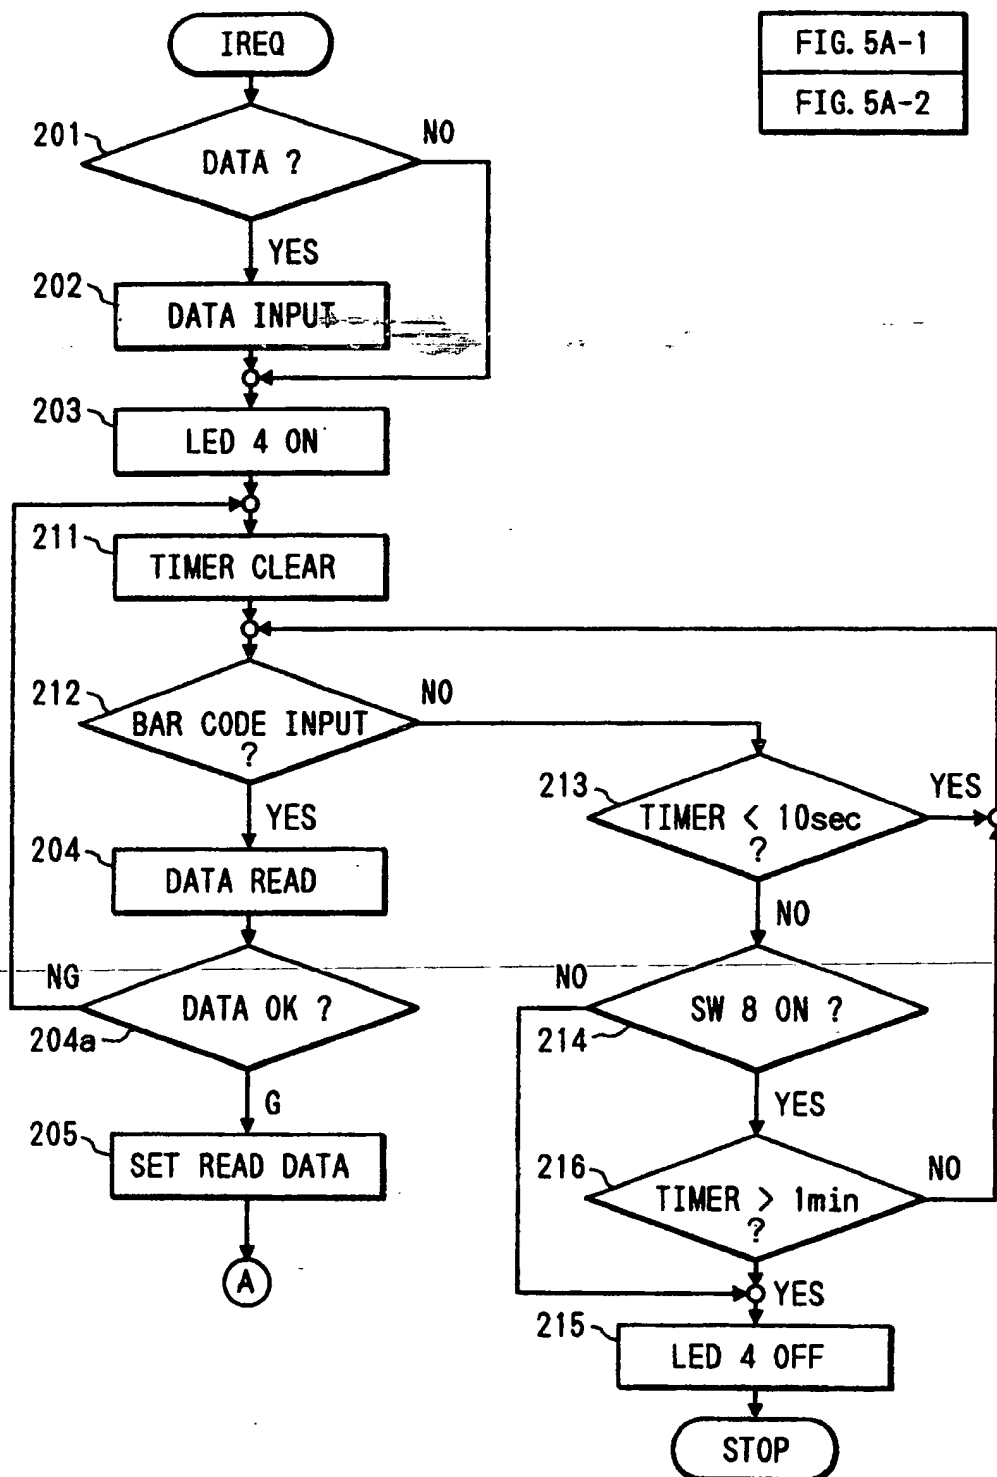 IREQ
FIG. 5A-1
FIG. 5A-2
201
DATA ?
NO
YES
202
DATA INPUT
203
LED 4 ON
211
TIMER CLEAR
212
BAR CODE INPUT
?
NO
YES
213
TIMER < 10sec
?
YES
NO
204
DATA READ
NG
DATA OK ?
204a
G
NO
SW 8 ON ?
214
YES
205
SET READ DATA
A
216
TIMER > 1min
?
NO
YES
215
LED 4 OFF
STOP